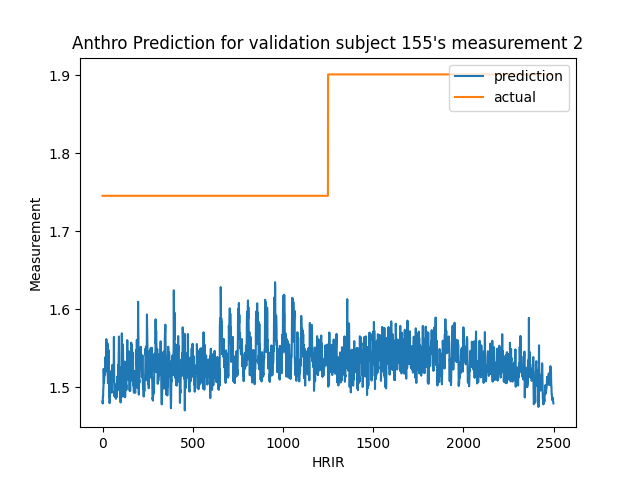 Anthro Prediction for validation subject 155's measurement 2
prediction
actual
Measurement
1.9
1.8
1.7
1.6
1.5
0
500
1000
1500
2000
2500
HRIR